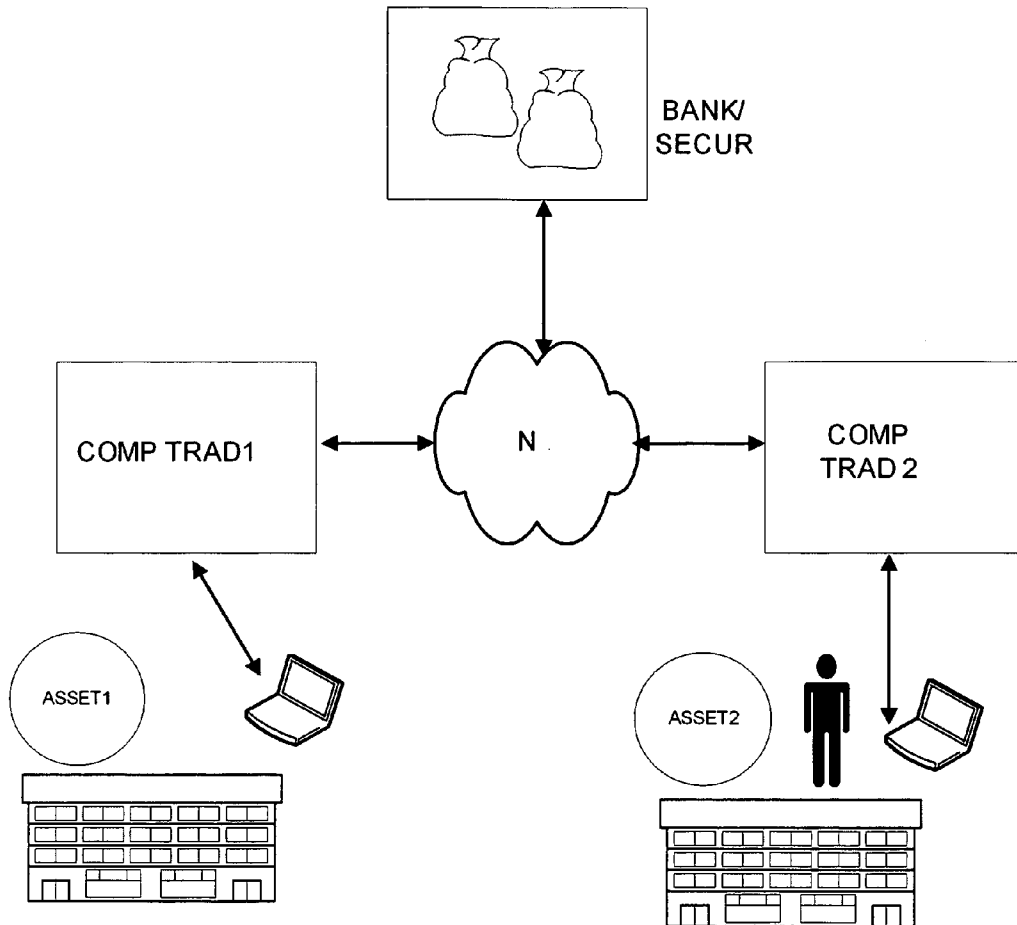 BANK/
SECUR
COMP TRAD1
N
COMP
TRAD 2
ASSET1
ASSET2